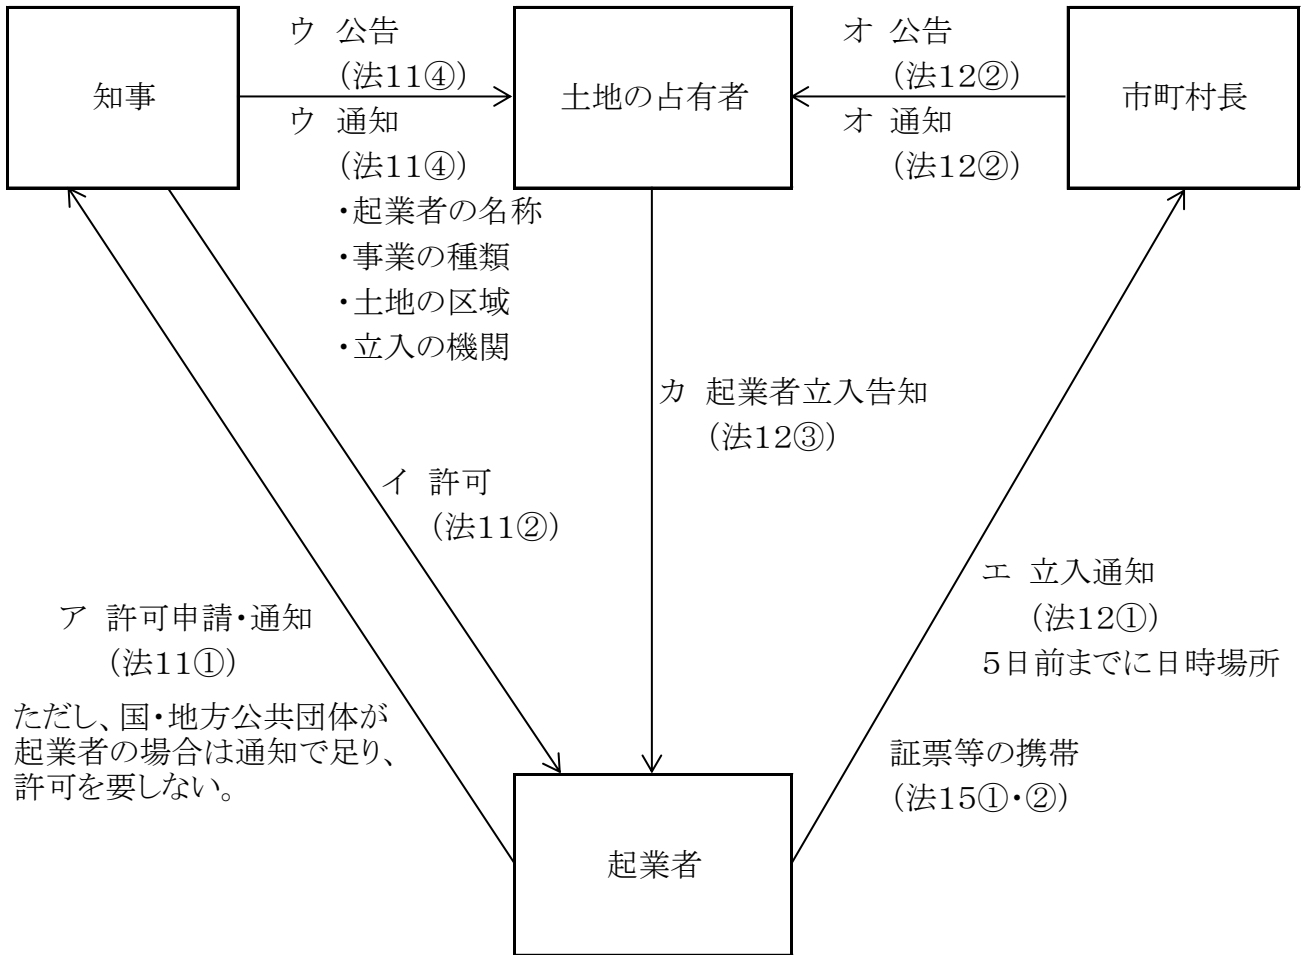 知事
ウ 公告
(法11④)
ウ 通知
(法11④)
・起業者の名称
・事業の種類
・土地の区域
・立入の機関
土地の占有者
オ 公告
(法12②)
オ 通知
(法12②)
市町村長
カ 起業者立入告知
(法12③)
イ 許可
(法11②)
エ 立入通知
(法12①)
5日前までに日時場所
ア 許可申請・通知
(法11①)
ただし、国・地方公共団体が
起業者の場合は通知で足り、
許可を要しない。
証票等の携帯
(法15①・②)
起業者